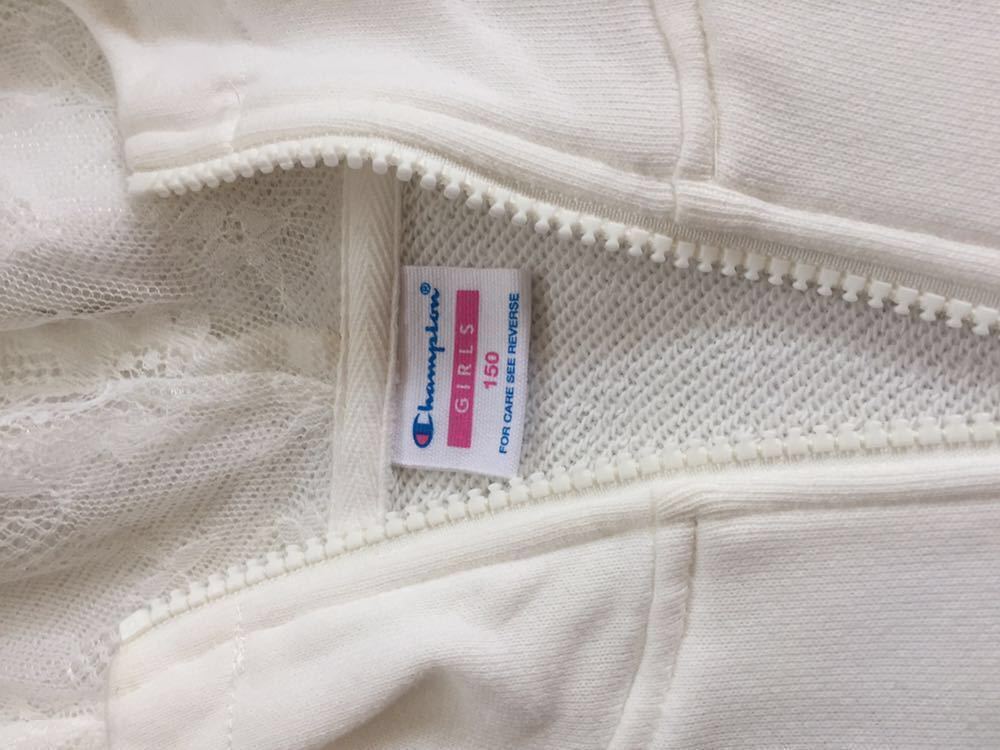 Champion®
GIRLS
150
FOR CARE SEE REVERSE